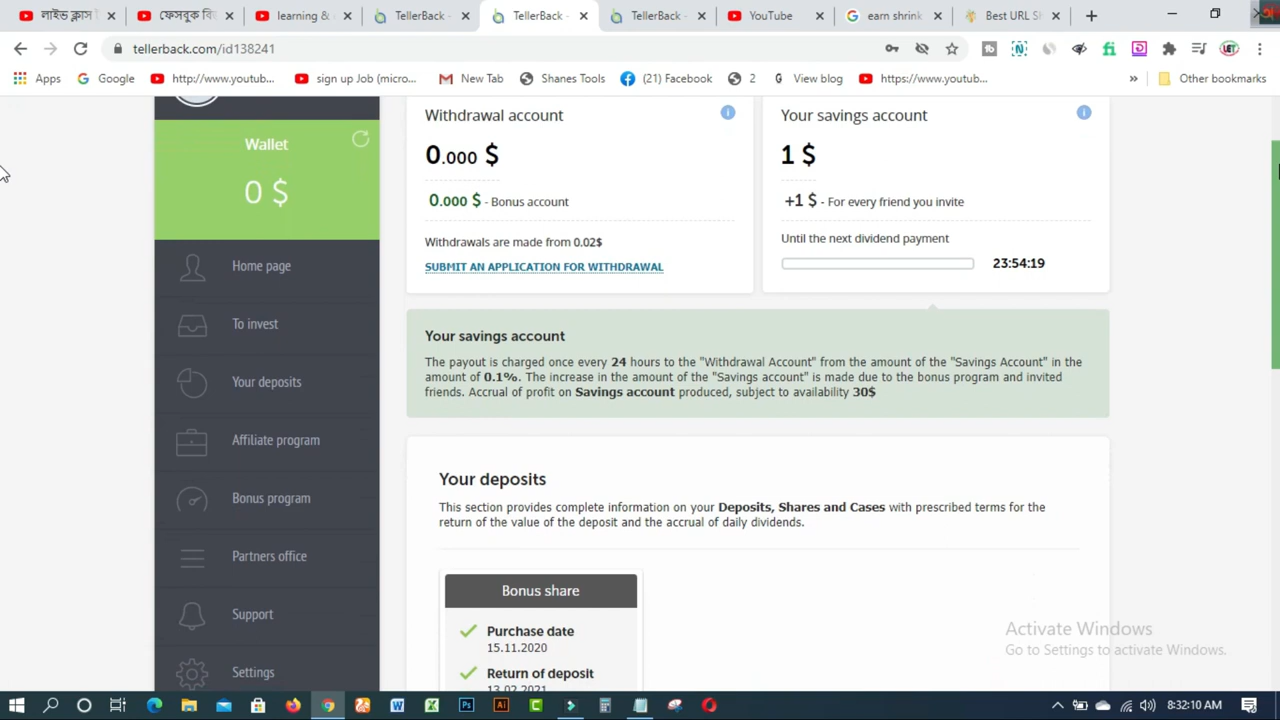 লাইভ ক্লাস
ফেসবুক বি
learning &
TellerBack -
TellerBack -
TellerBack -
YouTube
earn shrink
Best URL Sh
tellerback.com/id138241
Apps
Google
http://www.youtub...
sign up Job (micro...
New Tab
Shanes Tools
(21) Facebook
2
View blog
https://www.youtub...
»
Other bookmarks
Wallet
0 $
Home page
To invest
Your deposits
Affiliate program
Bonus program
Partners office
Support
Settings
Withdrawal account
0.000 $
0.000 $ - Bonus account
Withdrawals are made from 0.02$
SUBMIT AN APPLICATION FOR WITHDRAWAL
Your savings account
1 $
+1 $ - For every friend you invite
Until the next dividend payment
23:54:19
Your savings account
The payout is charged once every 24 hours to the "Withdrawal Account" from the amount of the "Savings Account" in the
amount of 0.1%. The increase in the amount of the "Savings account" is made due to the bonus program and invited
friends. Accrual of profit on Savings account produced, subject to availability 30$
Your deposits
This section provides complete information on your Deposits, Shares and Cases with prescribed terms for the
return of the value of the deposit and the accrual of daily dividends.
Bonus share
Purchase date
15.11.2020
Return of deposit
13.02.2021
Activate Windows
Go to Settings to activate Windows.
8:32:10 AM